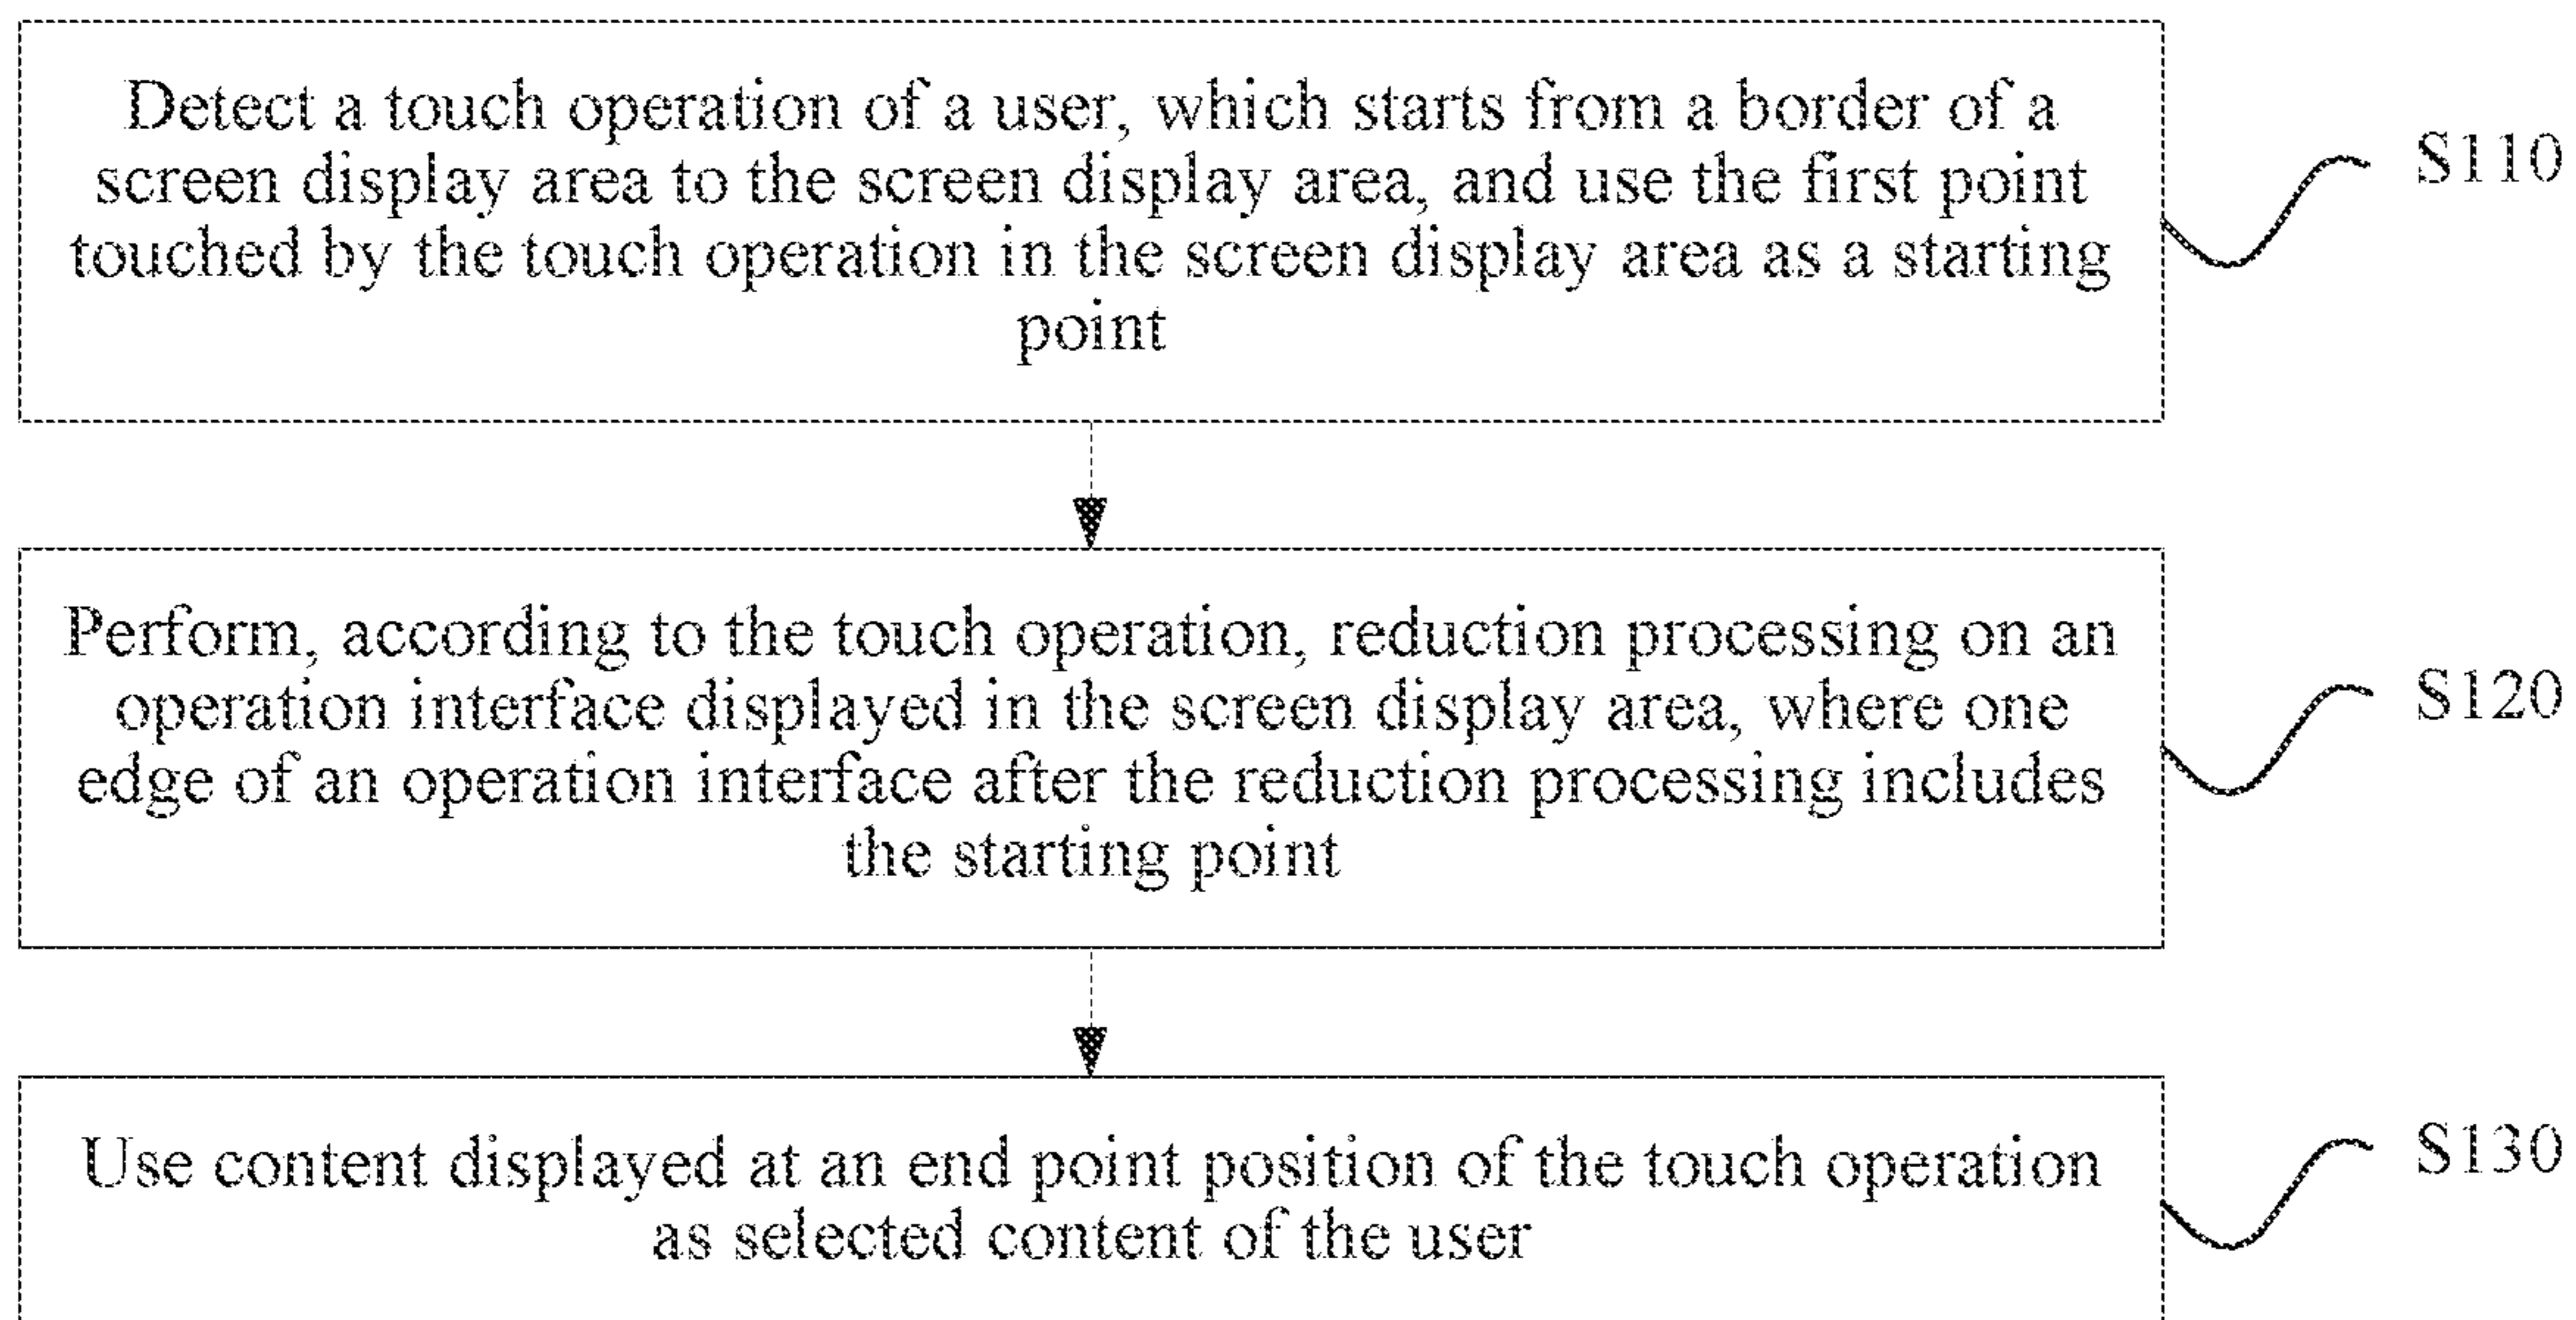 Detect a touch operation of a user, which starts from a border of a
screen display area to the screen display area, and use the first point
touched by the touch operation in the screen display area as a starting
point
S110
Perform, according to the touch operation, reduction processing on an
operation interface displayed in the screen display area, where one
edge of an operation interface after the reduction processing includes
the starting point
S120
Use content displayed at an end point position of the touch operation
as selected content of the user
S130